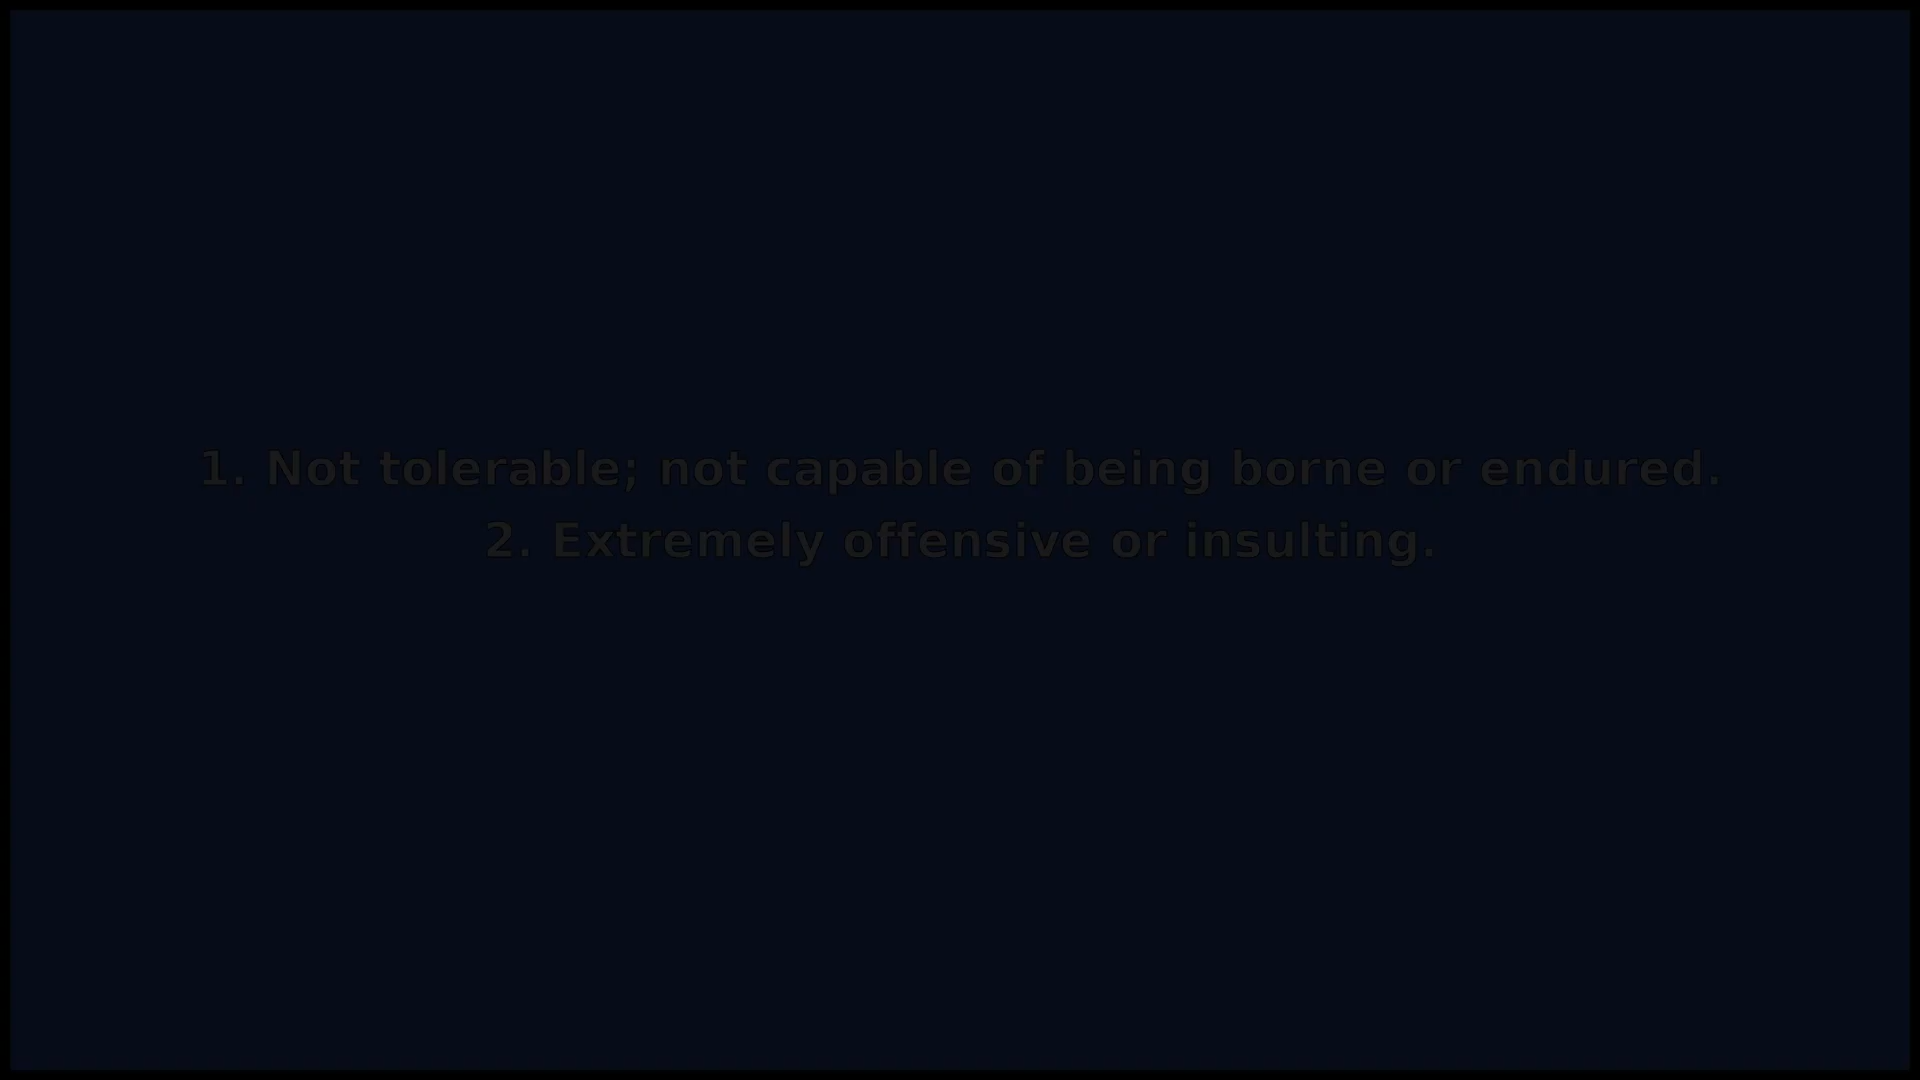 1. Not tolerable; not capable of being borne or endured.
2. Extremely offensive or insulting.